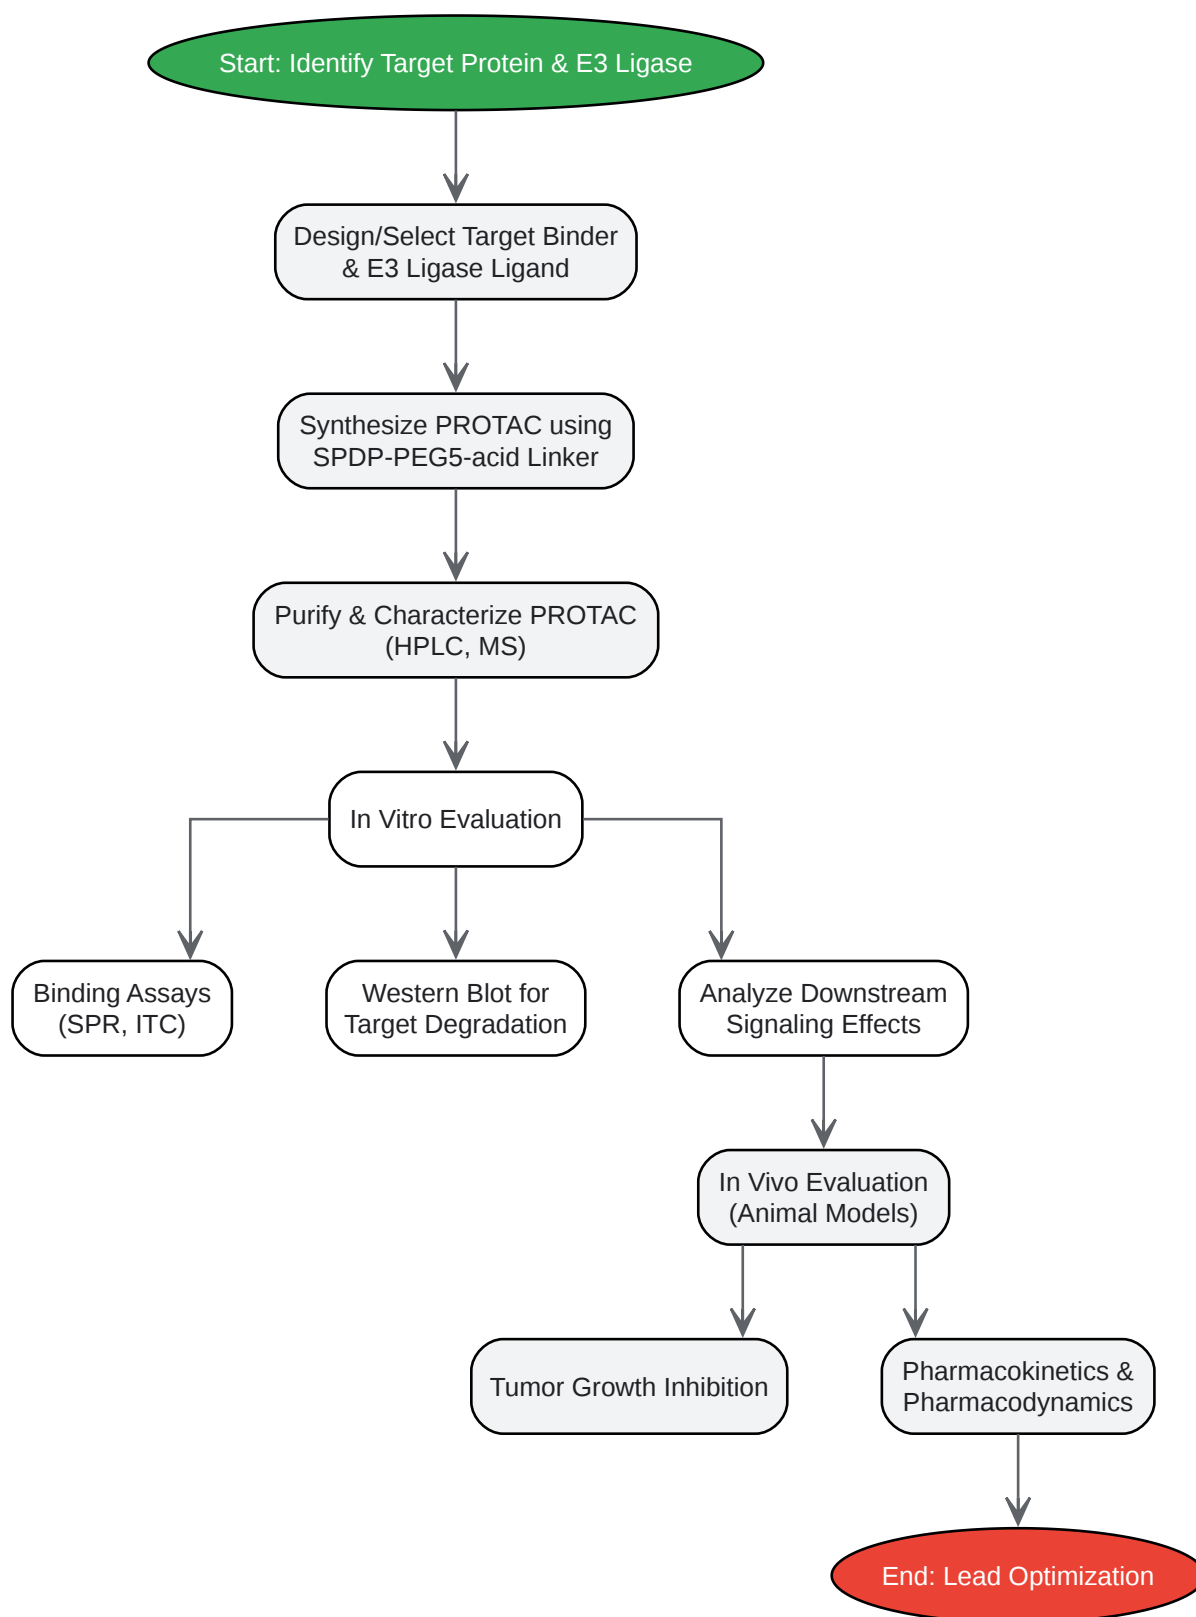 Start: Identify Target Protein & E3 Ligase
Design/Select Target Binder
& E3 Ligase Ligand
Synthesize PROTAC using
SPDP-PEG5-acid Linker
Purify & Characterize PROTAC
(HPLC, MS)
In Vitro Evaluation
Binding Assays
(SPR, ITC)
Western Blot for
Target Degradation
Analyze Downstream
Signaling Effects
In Vivo Evaluation
(Animal Models)
Tumor Growth Inhibition
Pharmacokinetics &
Pharmacodynamics
End: Lead Optimization